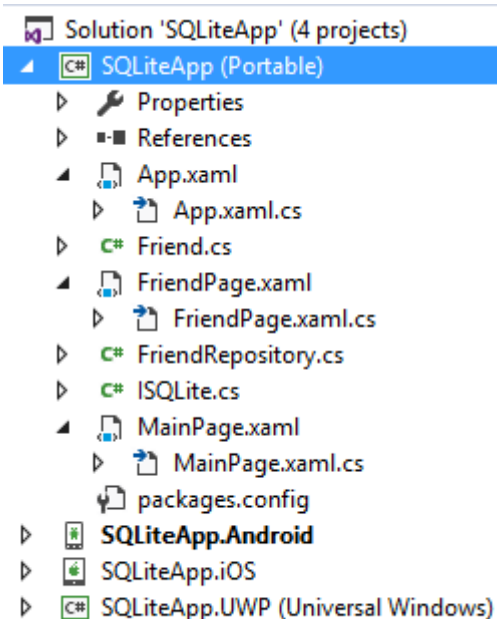 Solution 'SQLiteApp' (4 projects)
C# SQLiteApp (Portable)
Properties
References
App.xaml
App.xaml.cs
C# Friend.cs
FriendPage.xaml
FriendPage.xaml.cs
C# FriendRepository.cs
C# ISQLite.cs
MainPage.xaml
MainPage.xaml.cs
packages.config
SQLiteApp.Android
SQLiteApp.iOS
C# SQLiteApp.UWP (Universal Windows)